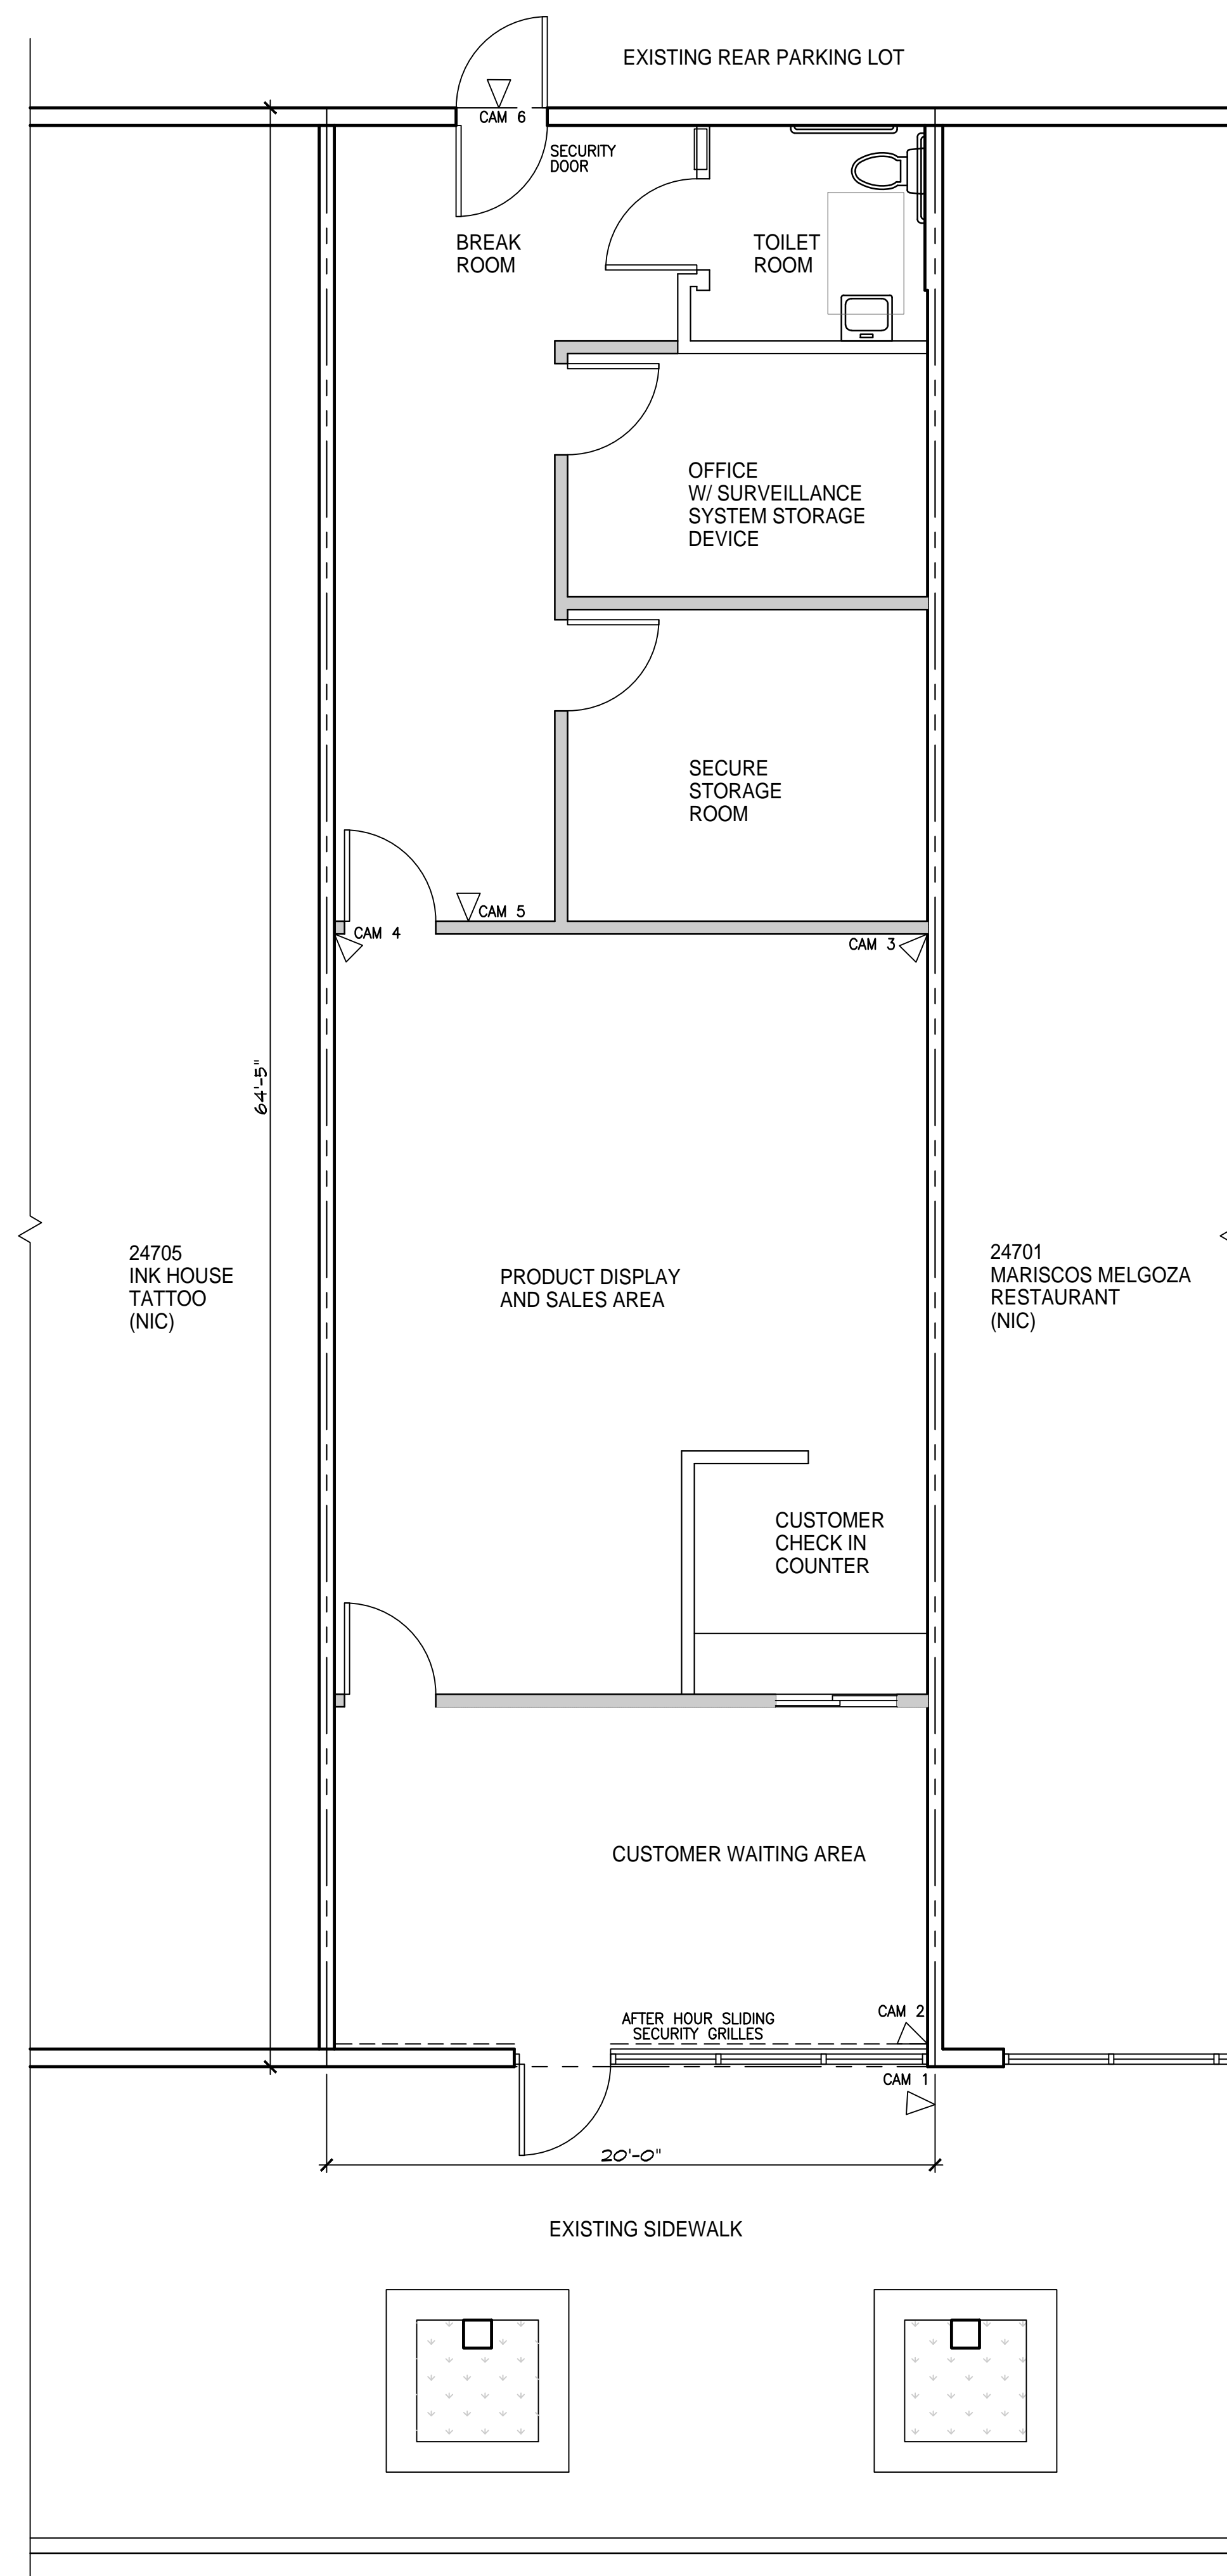 EXISTING REAR PARKING LOT
CAM 6
SECURITY
DOOR
BREAK
ROOM
TOILET
ROOM
OFFICE
W/ SURVEILLANCE
SYSTEM STORAGE
DEVICE
SECURE
STORAGE
ROOM
CAM 5
CAM 4
CAM 3
64'-5"
24705
INK HOUSE
TATTOO
(NIC)
PRODUCT DISPLAY
AND SALES AREA
24701
MARISCOS MELGOZA
RESTAURANT
(NIC)
CUSTOMER
CHECK IN
COUNTER
CUSTOMER WAITING AREA
AFTER HOUR SLIDING
SECURITY GRILLES
CAM 2
CAM 1
20'-0"
EXISTING SIDEWALK